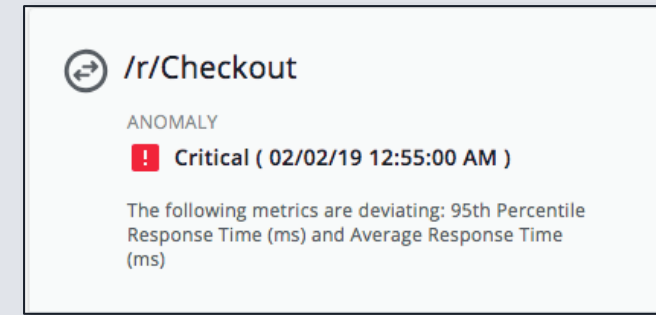 /r/Checkout
ANOMALY
! Critical ( 02/02/19 12:55:00 AM )
The following metrics are deviating: 95th Percentile
Response Time (ms) and Average Response Time
(ms)